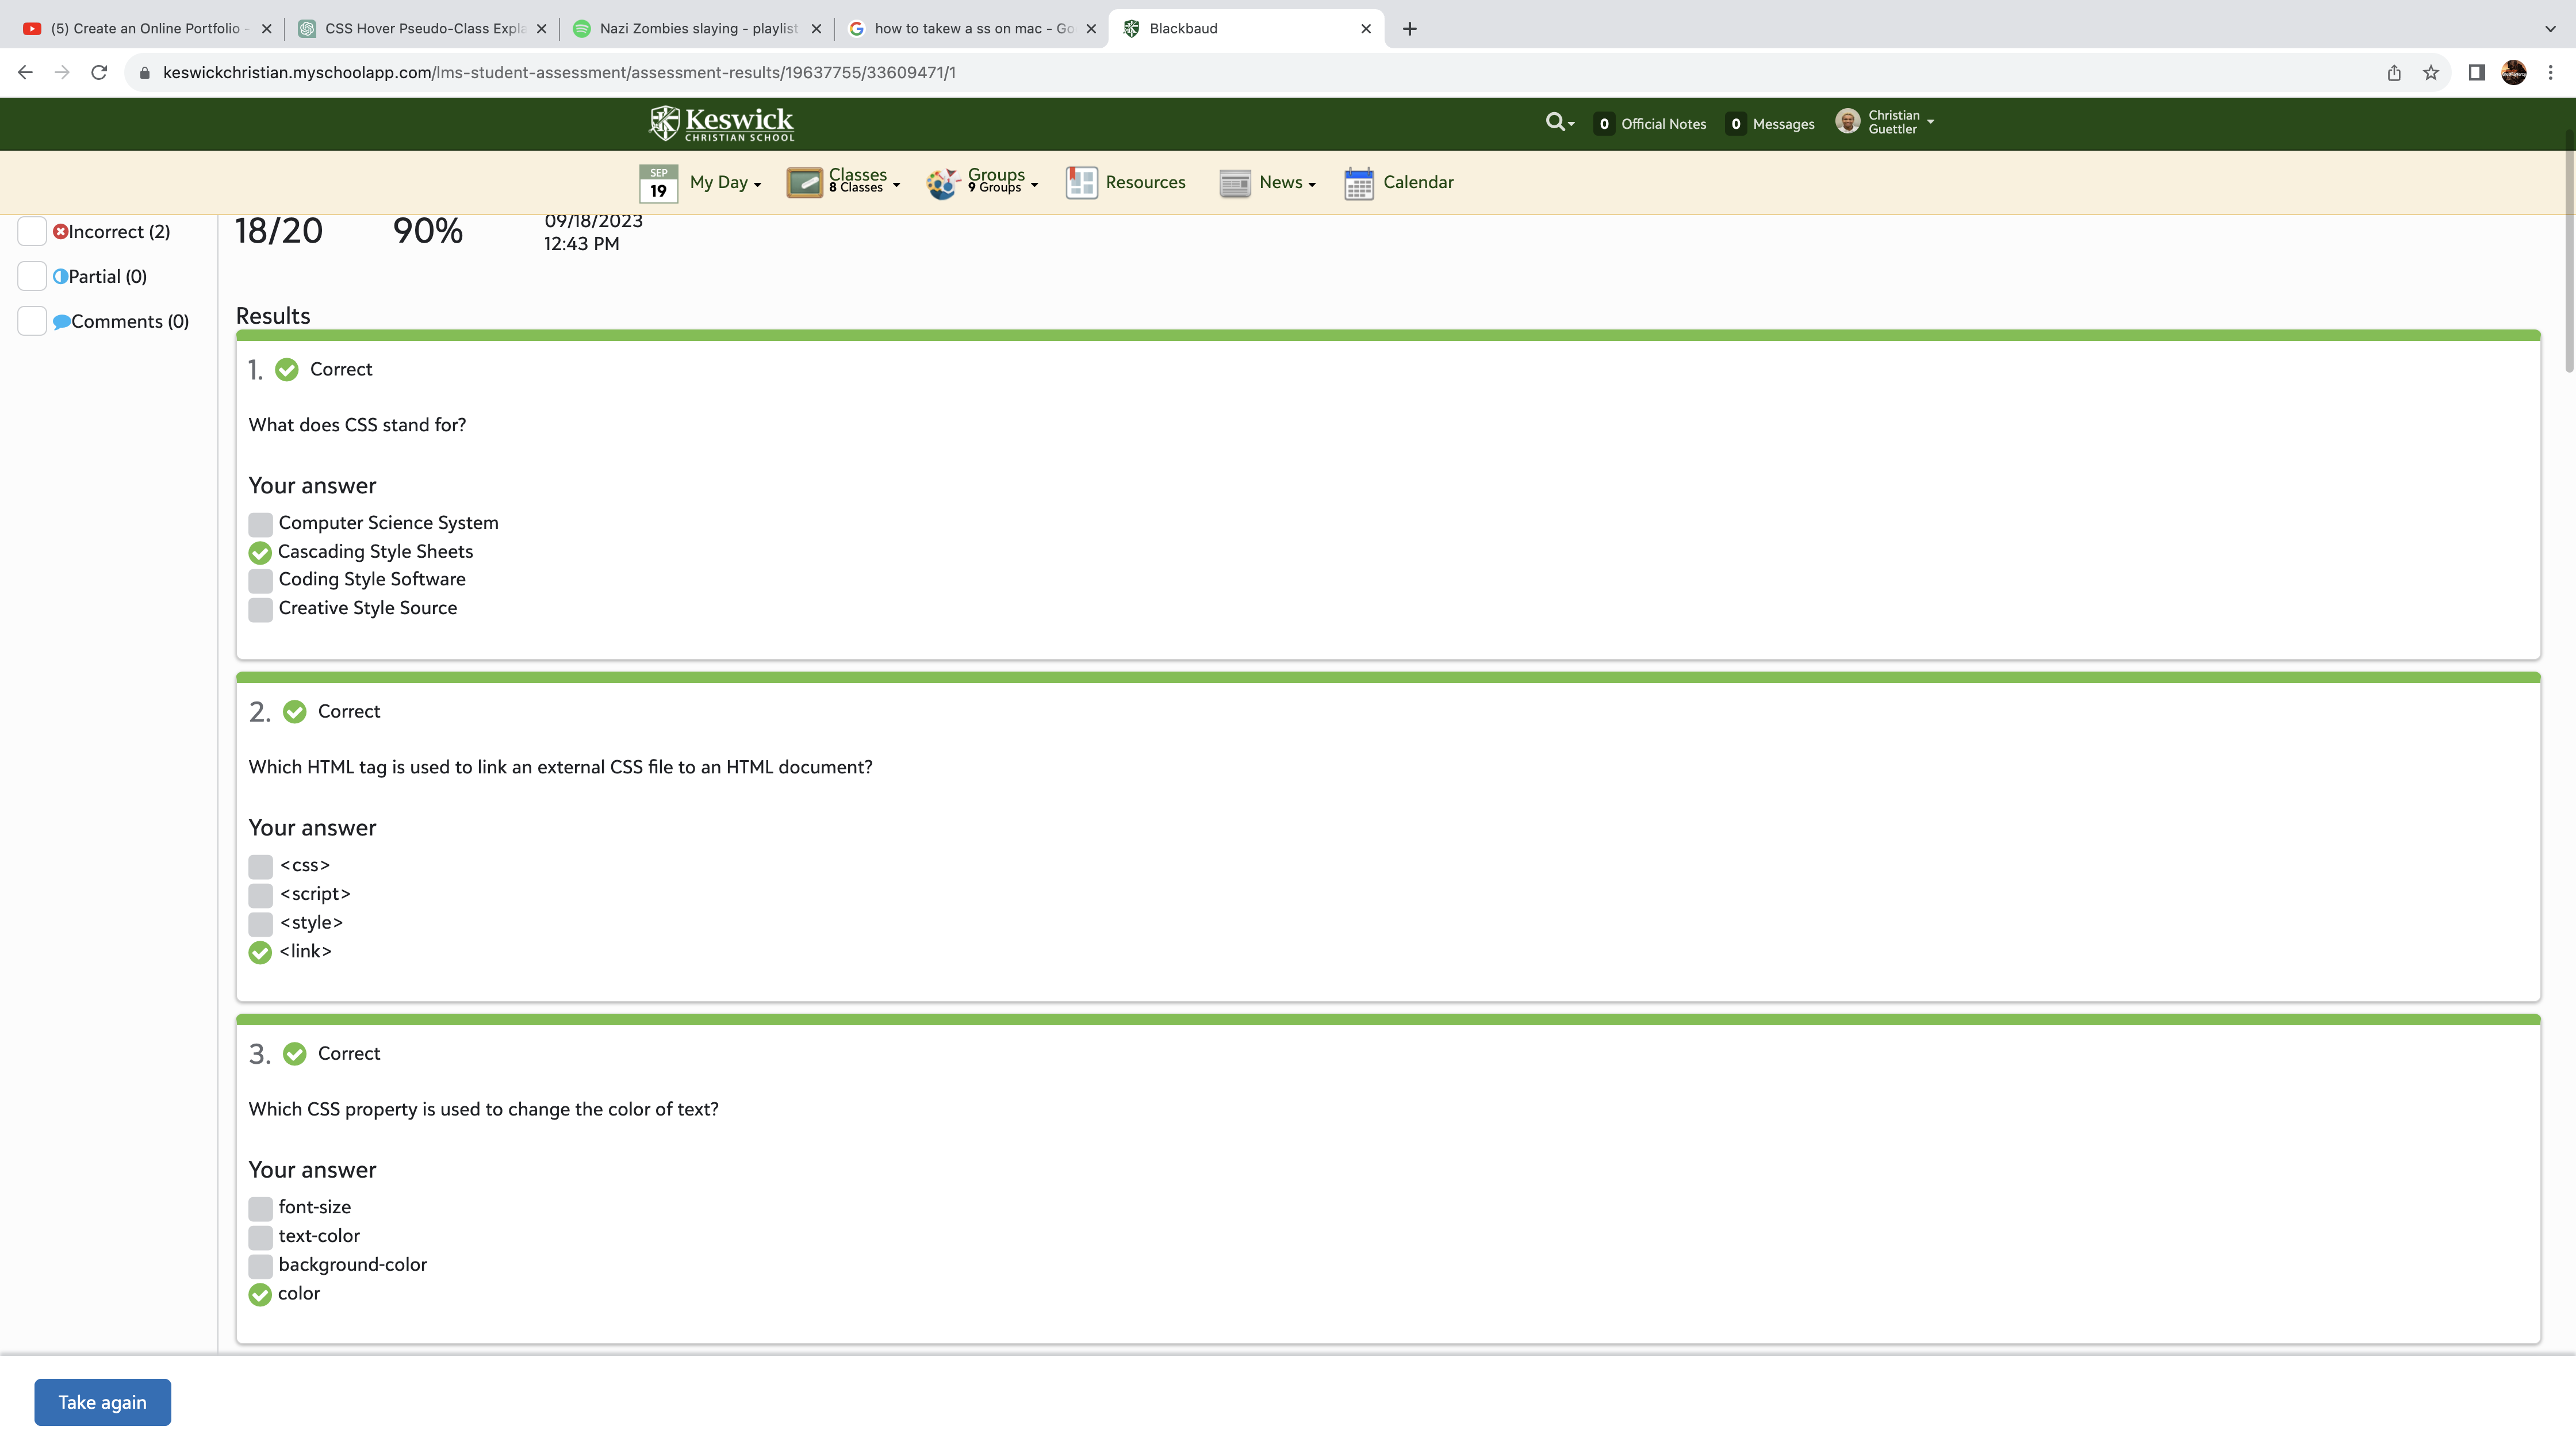 (5) Create an Online Portfolio -
CSS Hover Pseudo-Class Expla
Nazi Zombies slaying - playlist
how to takew a ss on mac - Go
Blackbaud
keswickchristian.myschoolapp.com/lms-student-assessment/assessment-results/19637755/33609471/1
Keswick
CHRISTIAN SCHOOL
0 Official Notes
0 Messages
Christian
Guettler
SEP
19
My Day
Classes
8 Classes
Groups
9 Groups
Resources
News
Calendar
Incorrect (2)
Partial (0)
Comments (0)
18/20
90%
09/18/2023
12:43 PM
Results
1. Correct
What does CSS stand for?
Your answer
Computer Science System
Cascading Style Sheets
Coding Style Software
Creative Style Source
2. Correct
Which HTML tag is used to link an external CSS file to an HTML document?
Your answer
<css>
<script>
<style>
<link>
3. Correct
Which CSS property is used to change the color of text?
Your answer
font-size
text-color
background-color
color
Take again